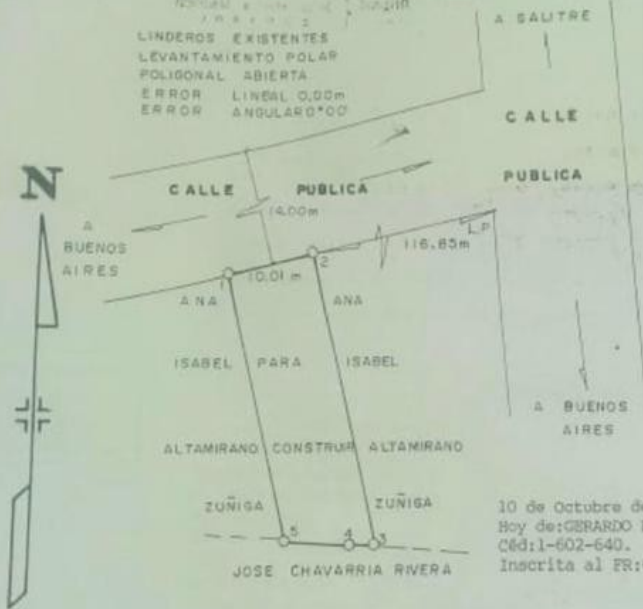 LINDEROS EXISTENTES
LEVANTAMIENTO POLAR
POLIGONAL ABIERTA
ERROR LINEAL 0,00m
ERROR ANGULAR 0°00'
A SALITRE
CALLE
PUBLICA
N
CALLE PUBLICA
14.00m
A
BUENOS
AIRES
L.P
116.85m
1
10.01 m
2
ANA
ANA
ISABEL
PARA
ISABEL
ALTAMIRANO
CONSTRUIR
ALTAMIRANO
ZUÑIGA
ZUÑIGA
A BUENOS
AIRES
5
4
3
JOSE CHAVARRIA RIVERA
10 de Octubre de
Hoy de:GERARDO
Céd:1-602-640.
Inscrita al FR: